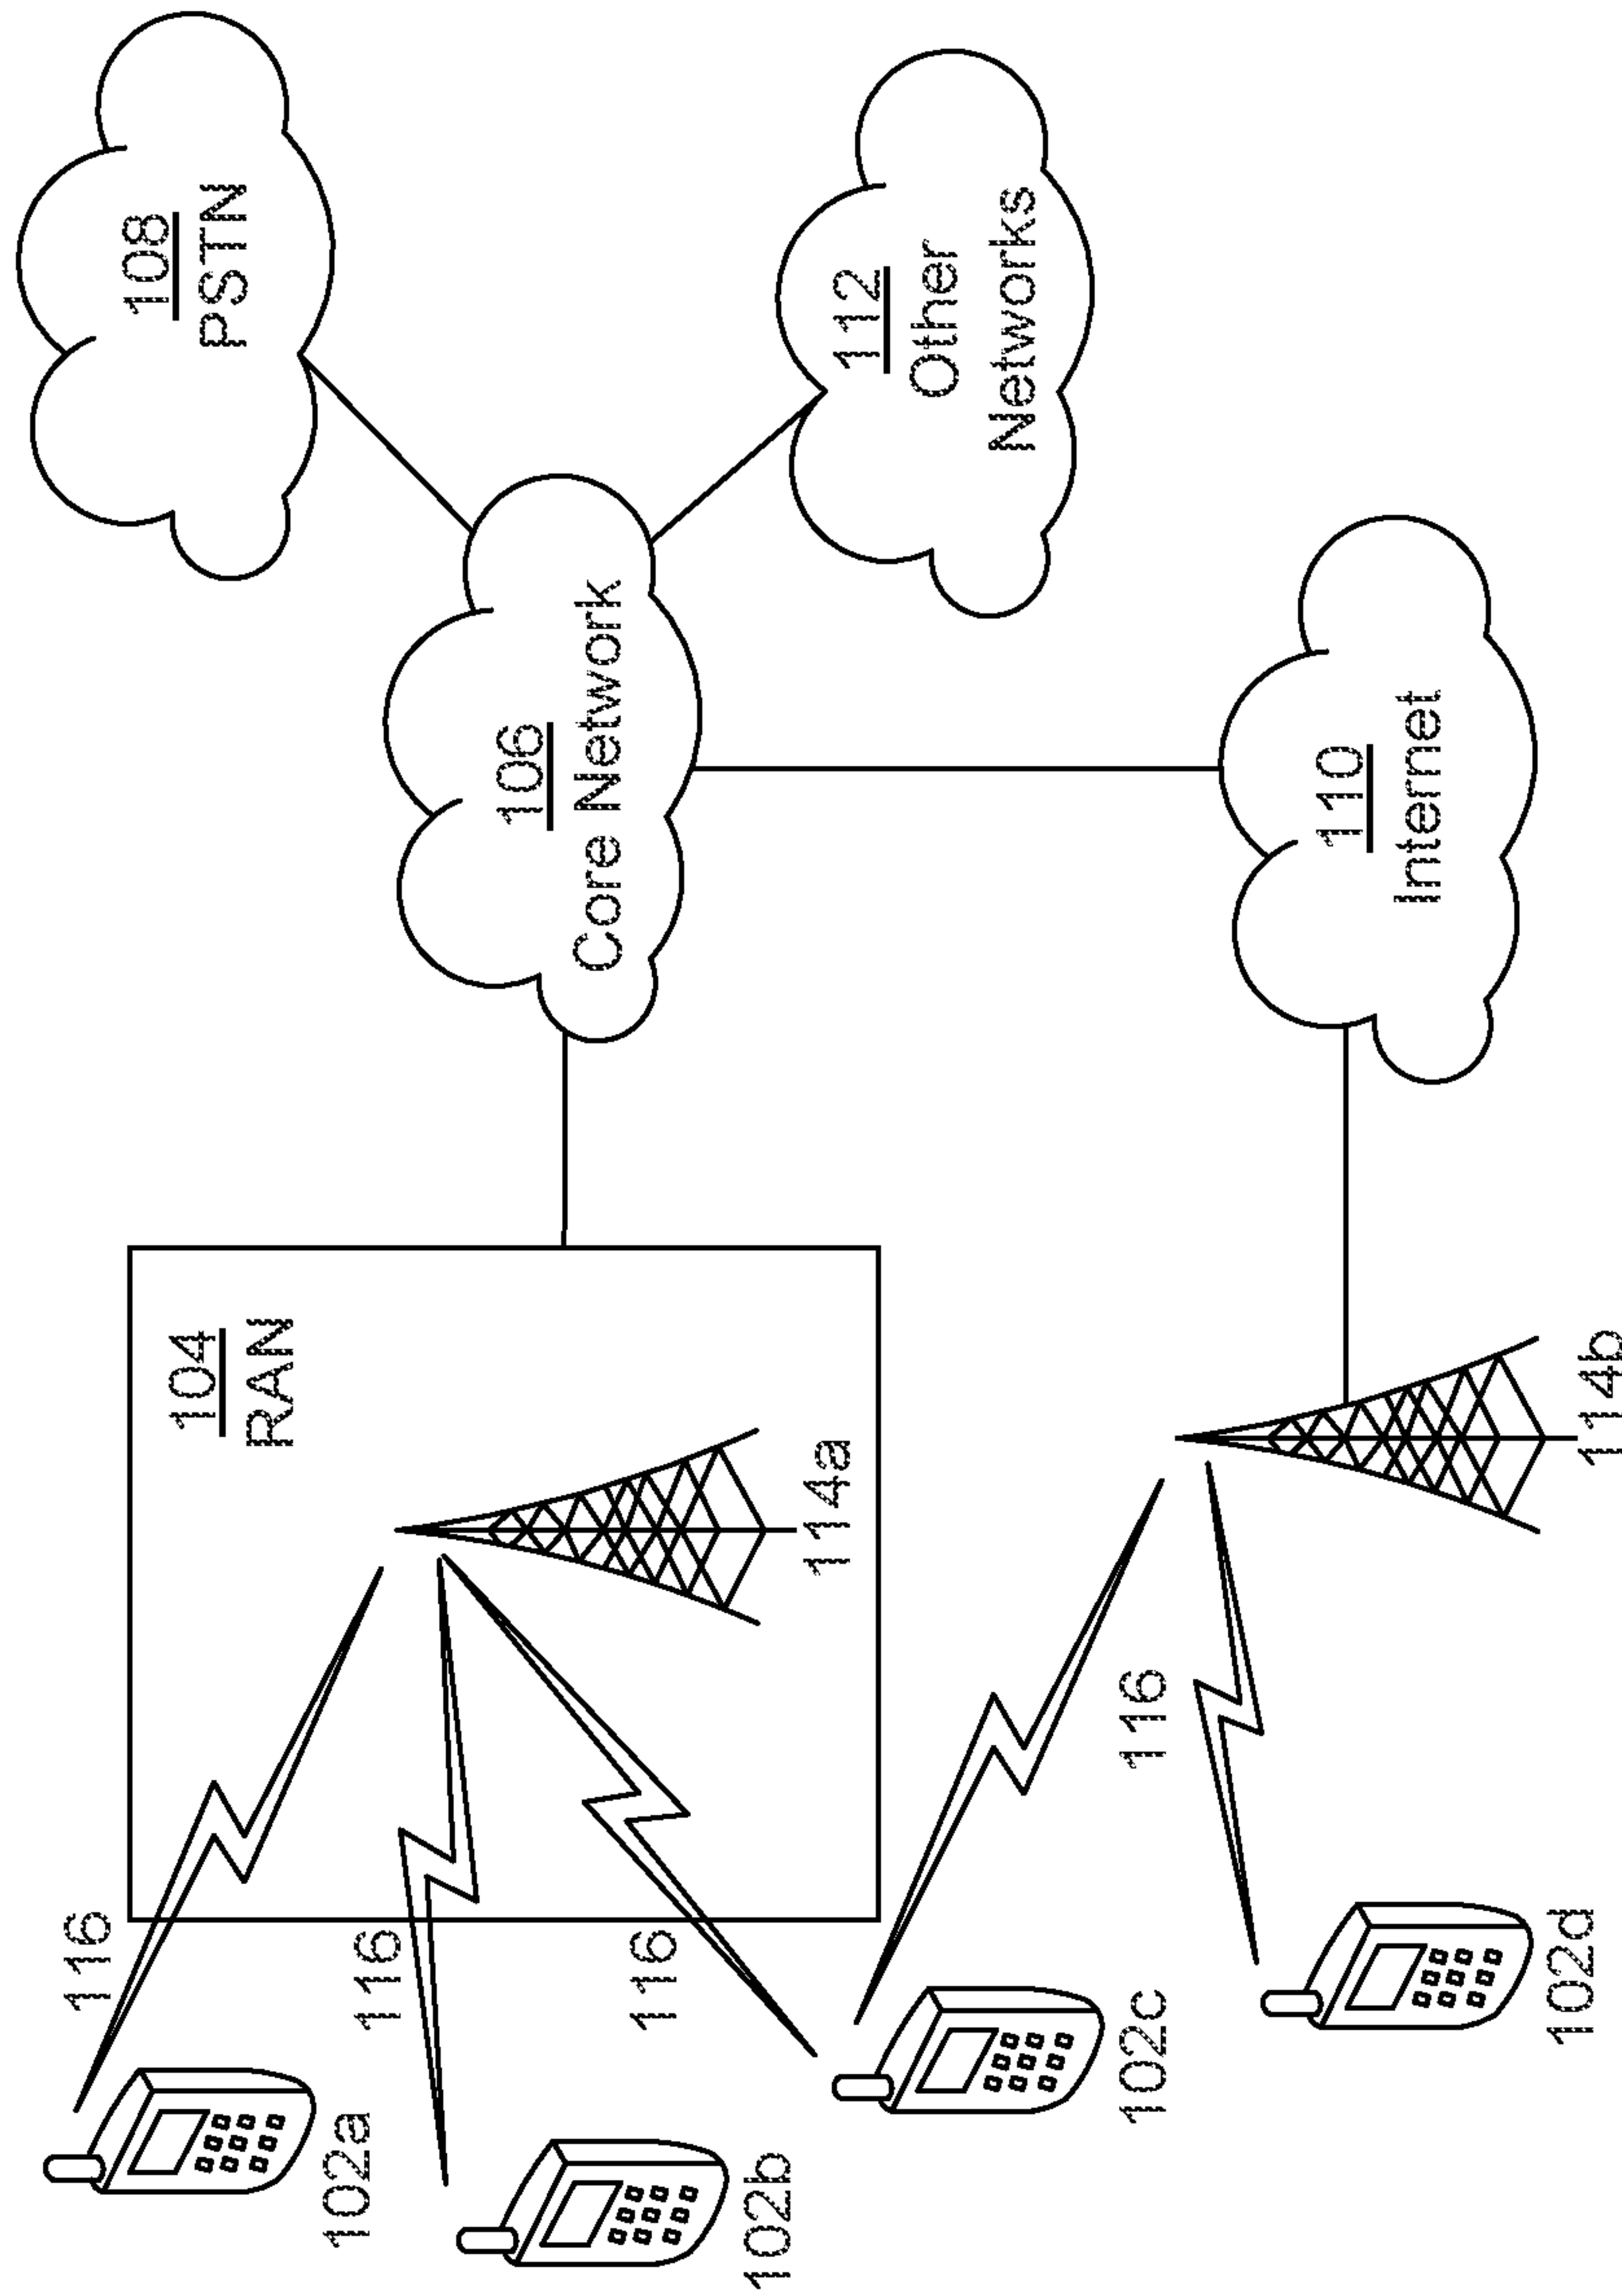 116
104
RAN
108
PSTN
102a
116
106
Core Network
116
102b
114a
112
Other
Networks
102c
116
110
Internet
102d
114b